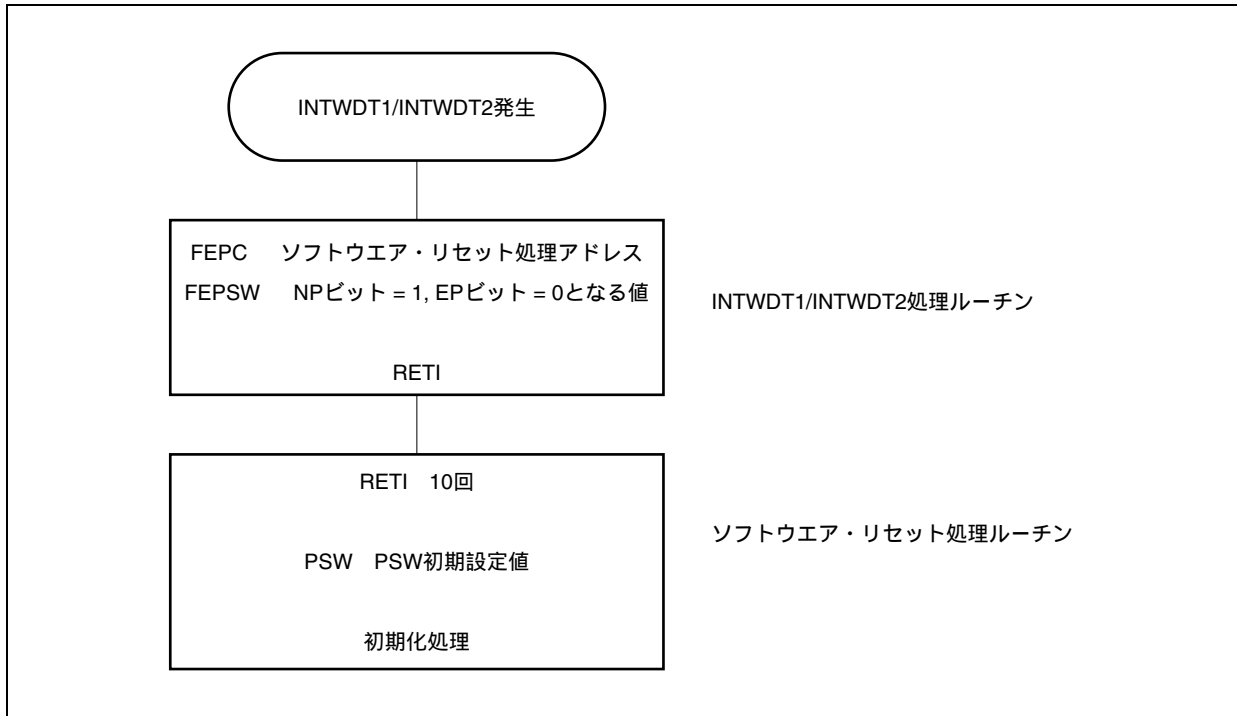 INTWDT1/INTWDT2発生
FEPC　ソフトウエア・リセット処理アドレス
FEPSW　NPビット = 1, EPビット = 0となる値
RETI
INTWDT1/INTWDT2処理ルーチン
RETI　10回
PSW　PSW初期設定値
初期化処理
ソフトウエア・リセット処理ルーチン